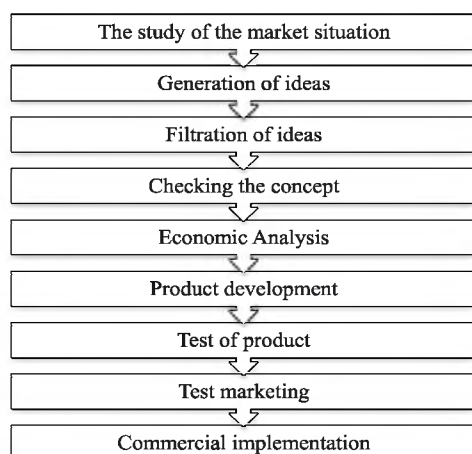 The study of the market situation
Generation of ideas
Filtration of ideas
Checking the concept
Economic Analysis
Product development
Test of product
Test marketing
Commercial implementation